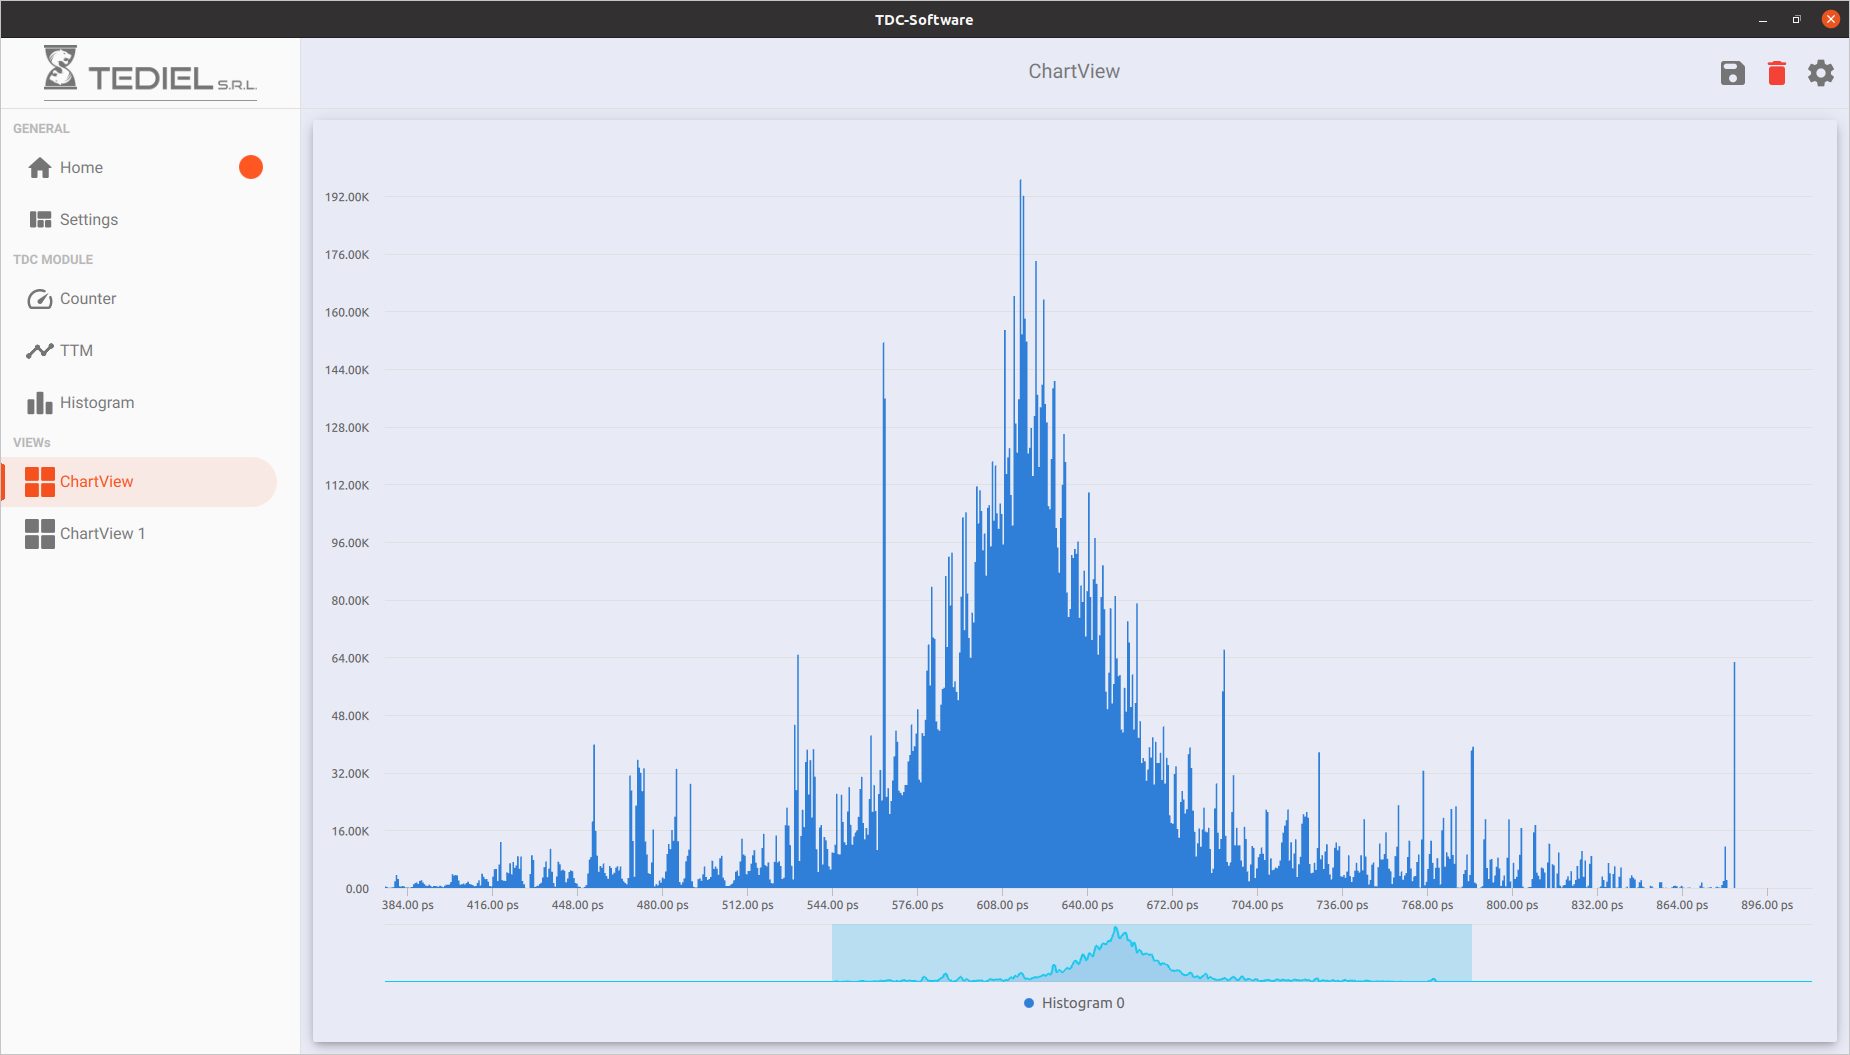 TDC-Software
TEDIEL S.R.L.
ChartView
GENERAL
Home
Settings
TDC MODULE
Counter
TTM
Histogram
VIEWs
ChartView
ChartView 1
192.00K
176.00K
160.00K
144.00K
128.00K
112.00K
96.00K
80.00K
64.00K
48.00K
32.00K
16.00K
0.00
384.00 ps 416.00 ps 448.00 ps 480.00 ps 512.00 ps 544.00 ps 576.00 ps 608.00 ps 640.00 ps 672.00 ps 704.00 ps 736.00 ps 768.00 ps 800.00 ps 832.00 ps 864.00 ps 896.00 ps
Histogram 0